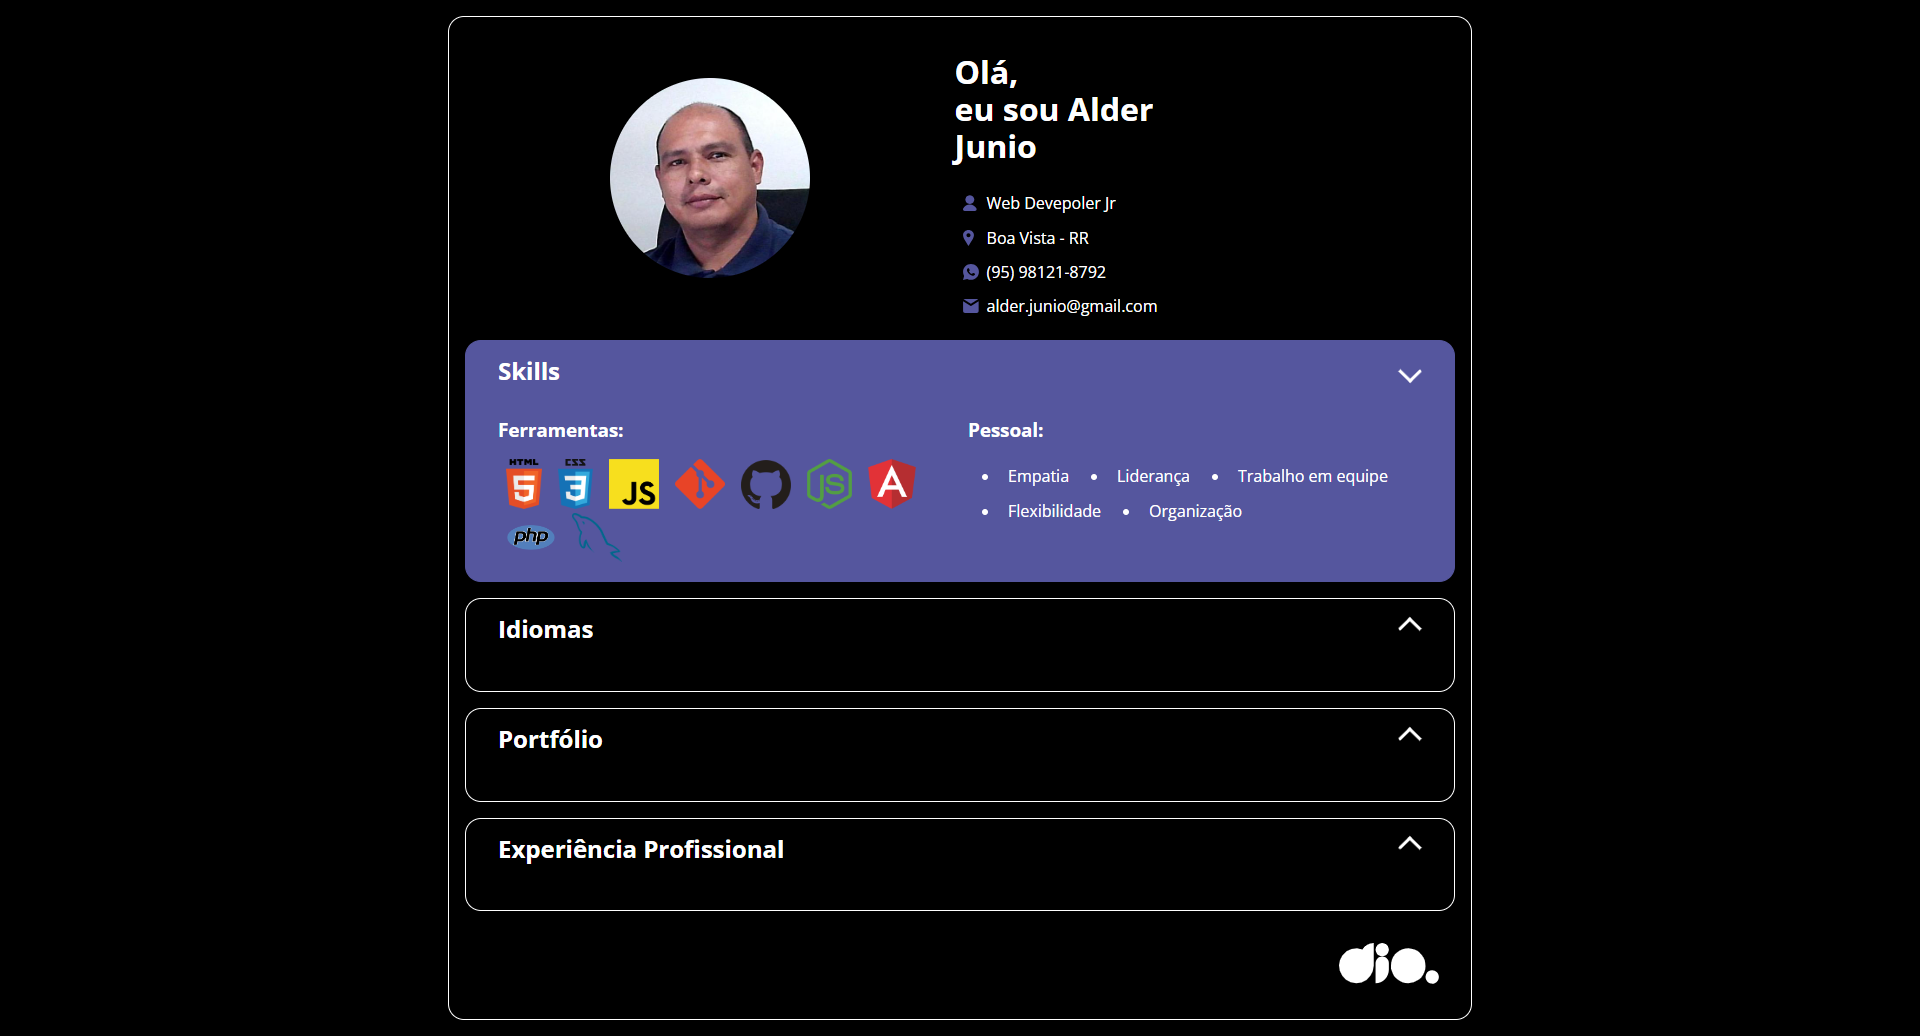 Olá,
eu sou Alder
Junio
Web Devepoler Jr
Boa Vista - RR
(95) 98121-8792
alder.junio@gmail.com
Skills
Ferramentas:
HTML
5
CSS
3
JS
JS
A
php
Pessoal:
Empatia
Liderança
Trabalho em equipe
Flexibilidade
Organização
Idiomas
Portfólio
Experiência Profissional
dio.